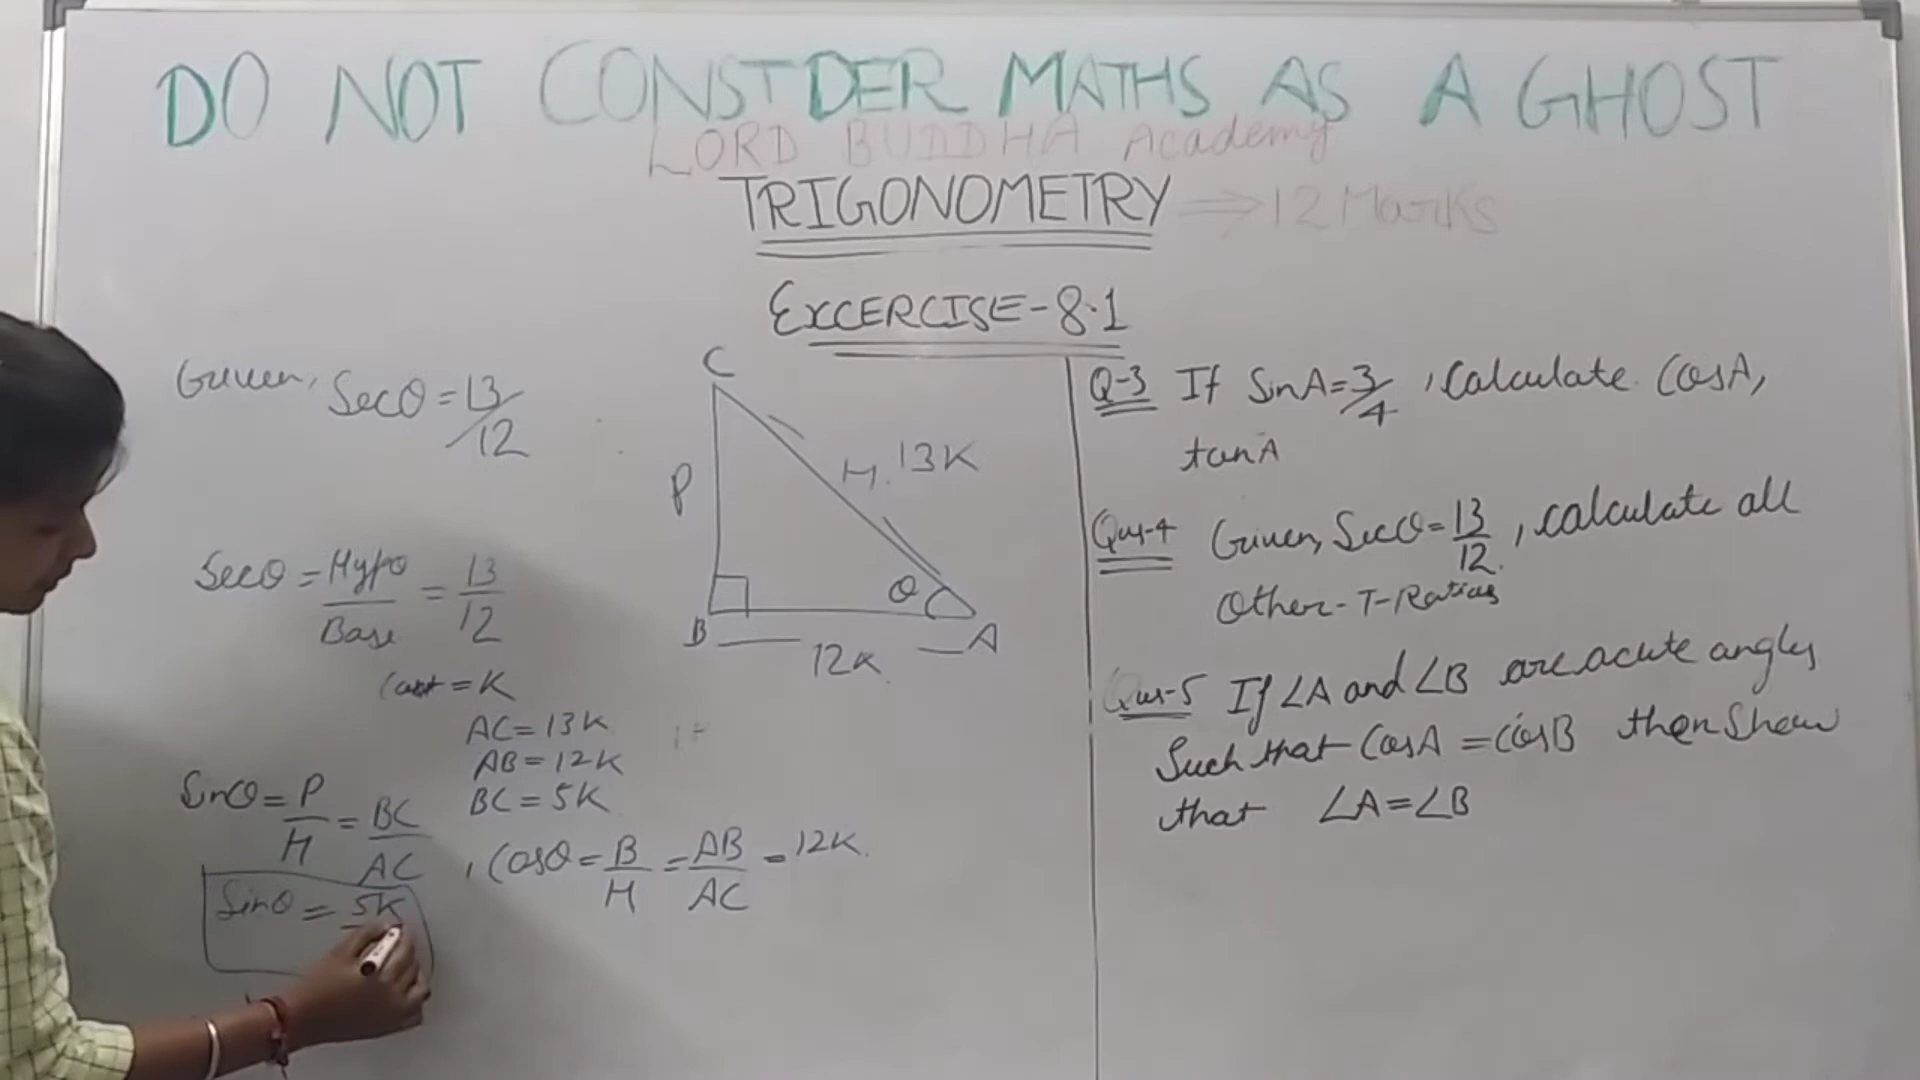 DO NOT CONSIDER MATHS AS A GHOST
LORD BUDDHA Academy
TRIGONOMETRY ⇒ 12 Marks
EXCERCISE-8.1
Given, Secθ = 13/12
Secθ = Hypo/Base = 13/12
= K
AC = 13K
AB = 12K
BC = 5K
Sinθ = P/H = BC/AC , Cosθ = B/H = AB/AC = 12K
Sinθ = 5K
C
P
H. 13K
θ
B
A
12K
Q-3 If SinA = 3/4 , Calculate CosA,
tanA
Qus-4 Given, Secθ = 13/12, calculate all
Other-T-Ratios
Qus-5 If ∠A and ∠B are acute angles
Such that CosA = CosB then Show
that ∠A = ∠B